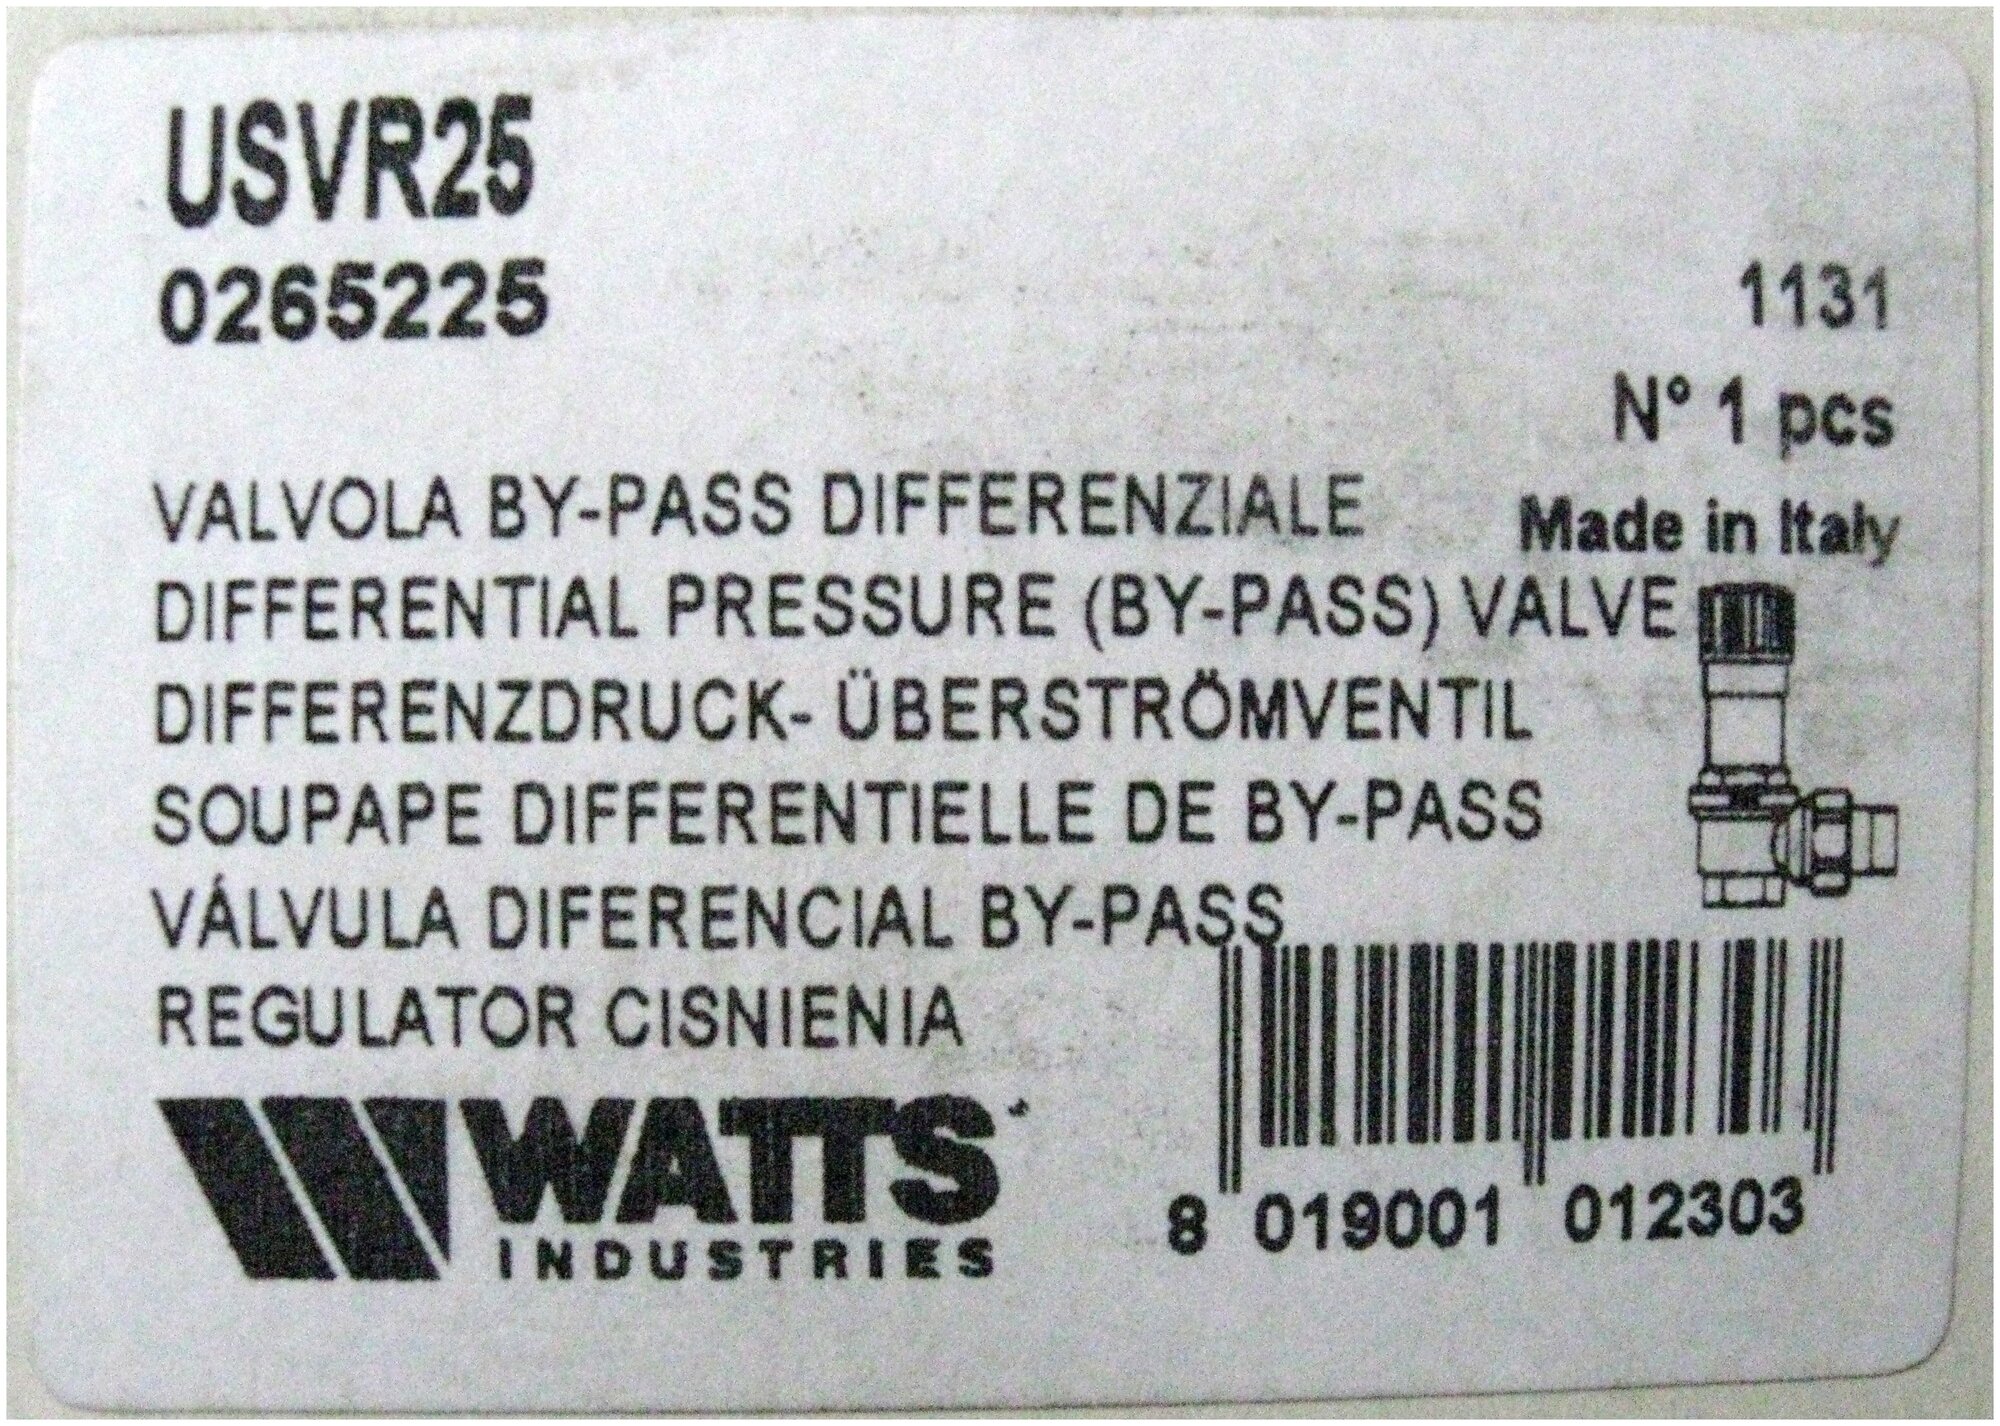 USVR25
0265225
1131
N° 1 pcs
VALVOLA BY-PASS DIFFERENZIALE
Made in Italy
DIFFERENTIAL PRESSURE (BY-PASS) VALVE
DIFFERENZDRUCK- ÜBERSTRÖMVENTIL
SOUPAPE DIFFERENTIELLE DE BY-PASS
VÁLVULA DIFERENCIAL BY-PASS
REGULATOR CISNIENIA
WATTS
INDUSTRIES
8 019001 012303